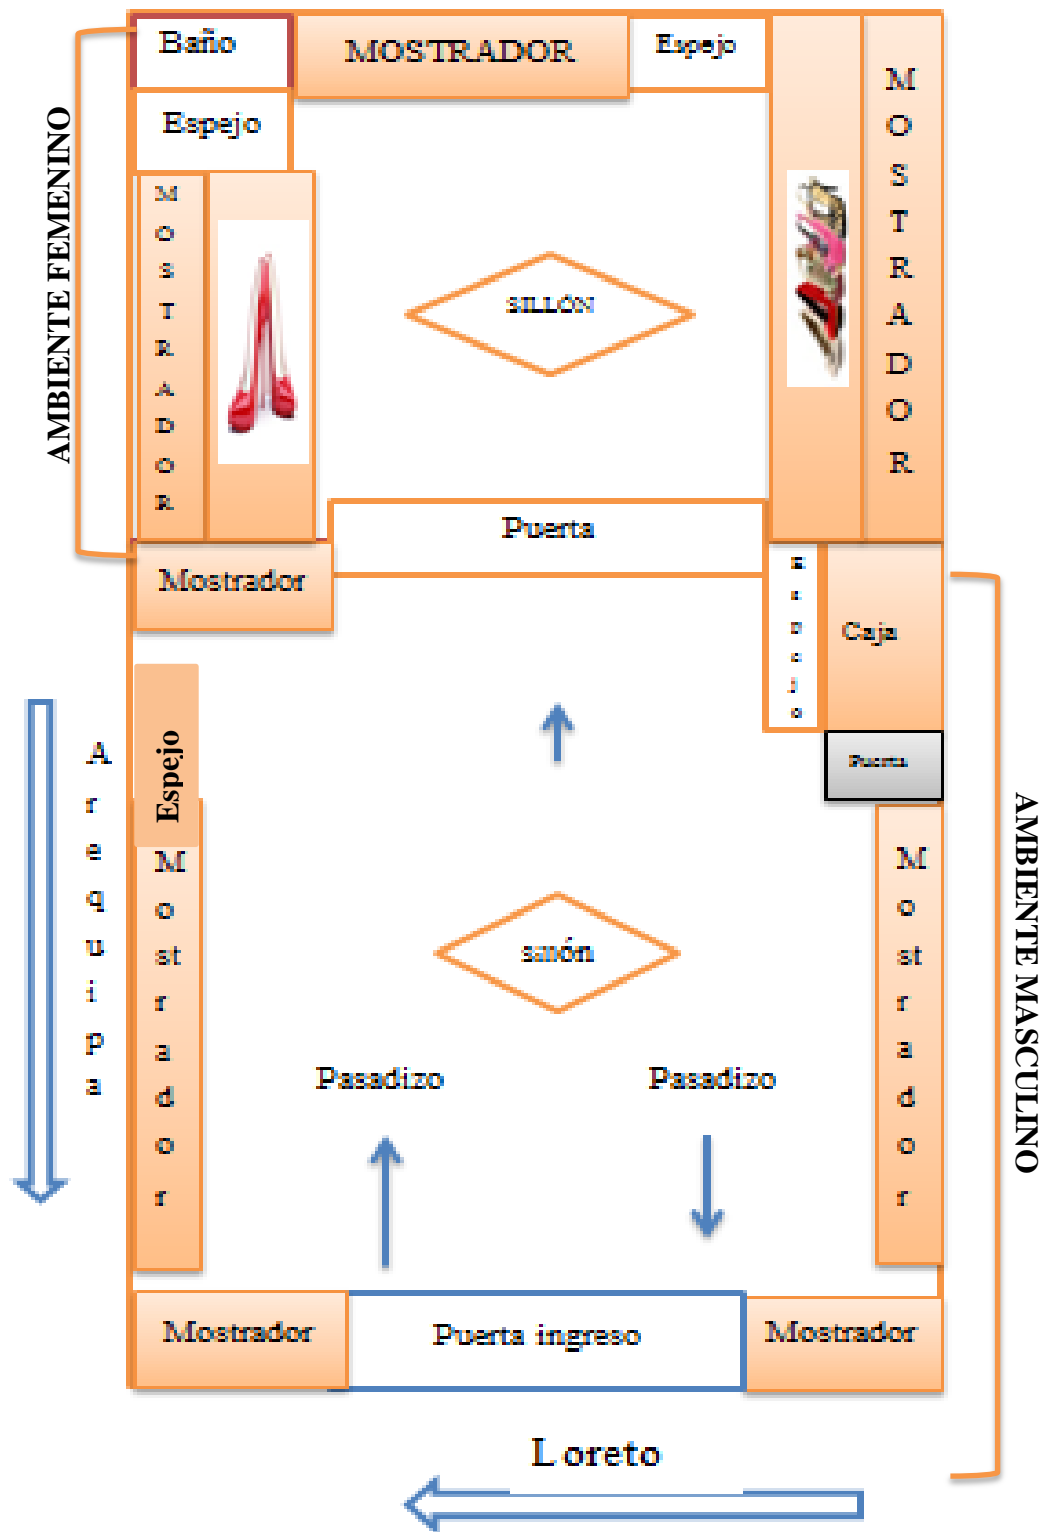 Baño
MOSTRADOR
Espejo
MOSTRADOR
Espejo
AMBIENTE FEMENINO
MOSTRADOR
SILLÓN
Puerta
Mostrador
Espejo
Caja
Puerta
Espejo
Arequipa
Mostrador
Mostrador
AMBIENTE MASCULINO
Pasadizo
Pasadizo
Mostrador
Puerta ingreso
Mostrador
Loreto